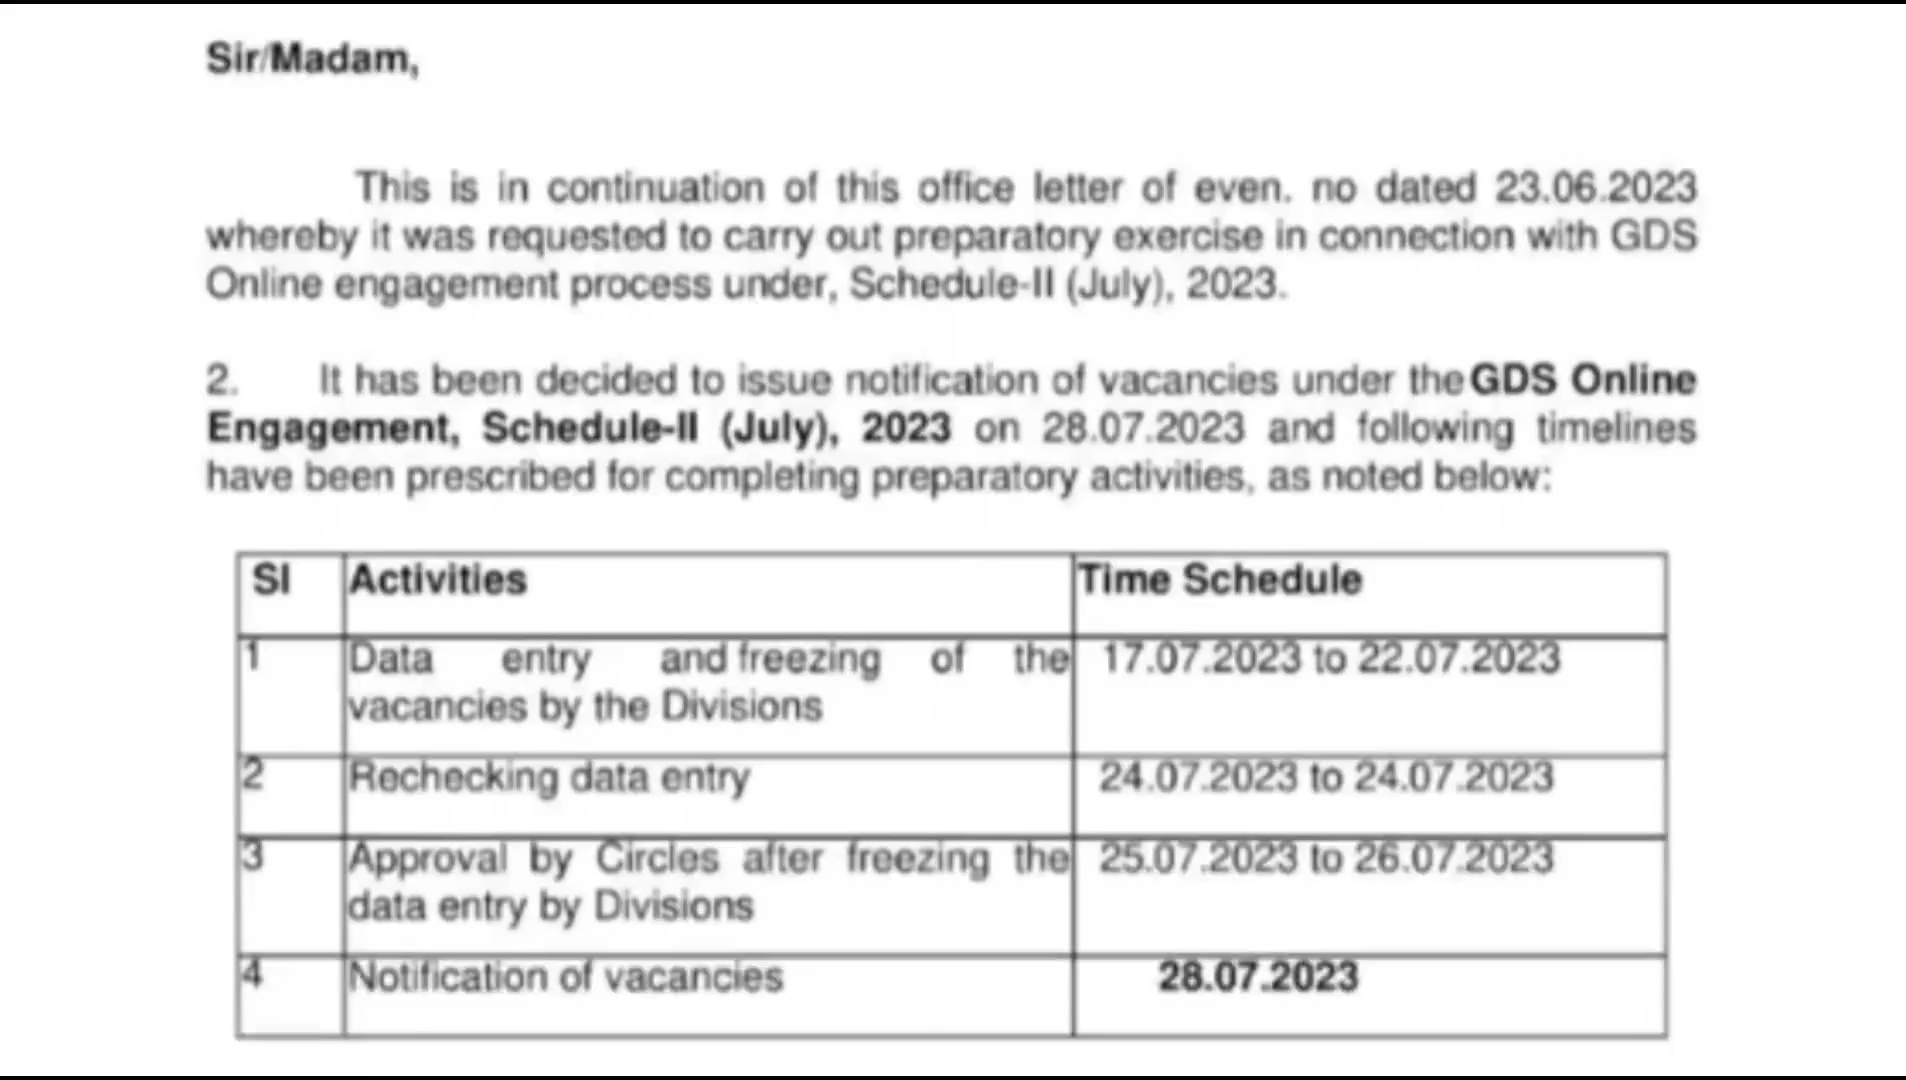 Sir/Madam,
This is in continuation of this office letter of even. no dated 23.06.2023
whereby it was requested to carry out preparatory exercise in connection with GDS
Online engagement process under, Schedule-II (July), 2023.
2. It has been decided to issue notification of vacancies under the GDS Online
Engagement, Schedule-II (July), 2023 on 28.07.2023 and following timelines
have been prescribed for completing preparatory activities, as noted below:
Sl Activities Time Schedule
1 Data entry and freezing of the 17.07.2023 to 22.07.2023
vacancies by the Divisions
2 Rechecking data entry 24.07.2023 to 24.07.2023
3 Approval by Circles after freezing the 25.07.2023 to 26.07.2023
data entry by Divisions
4 Notification of vacancies 28.07.2023